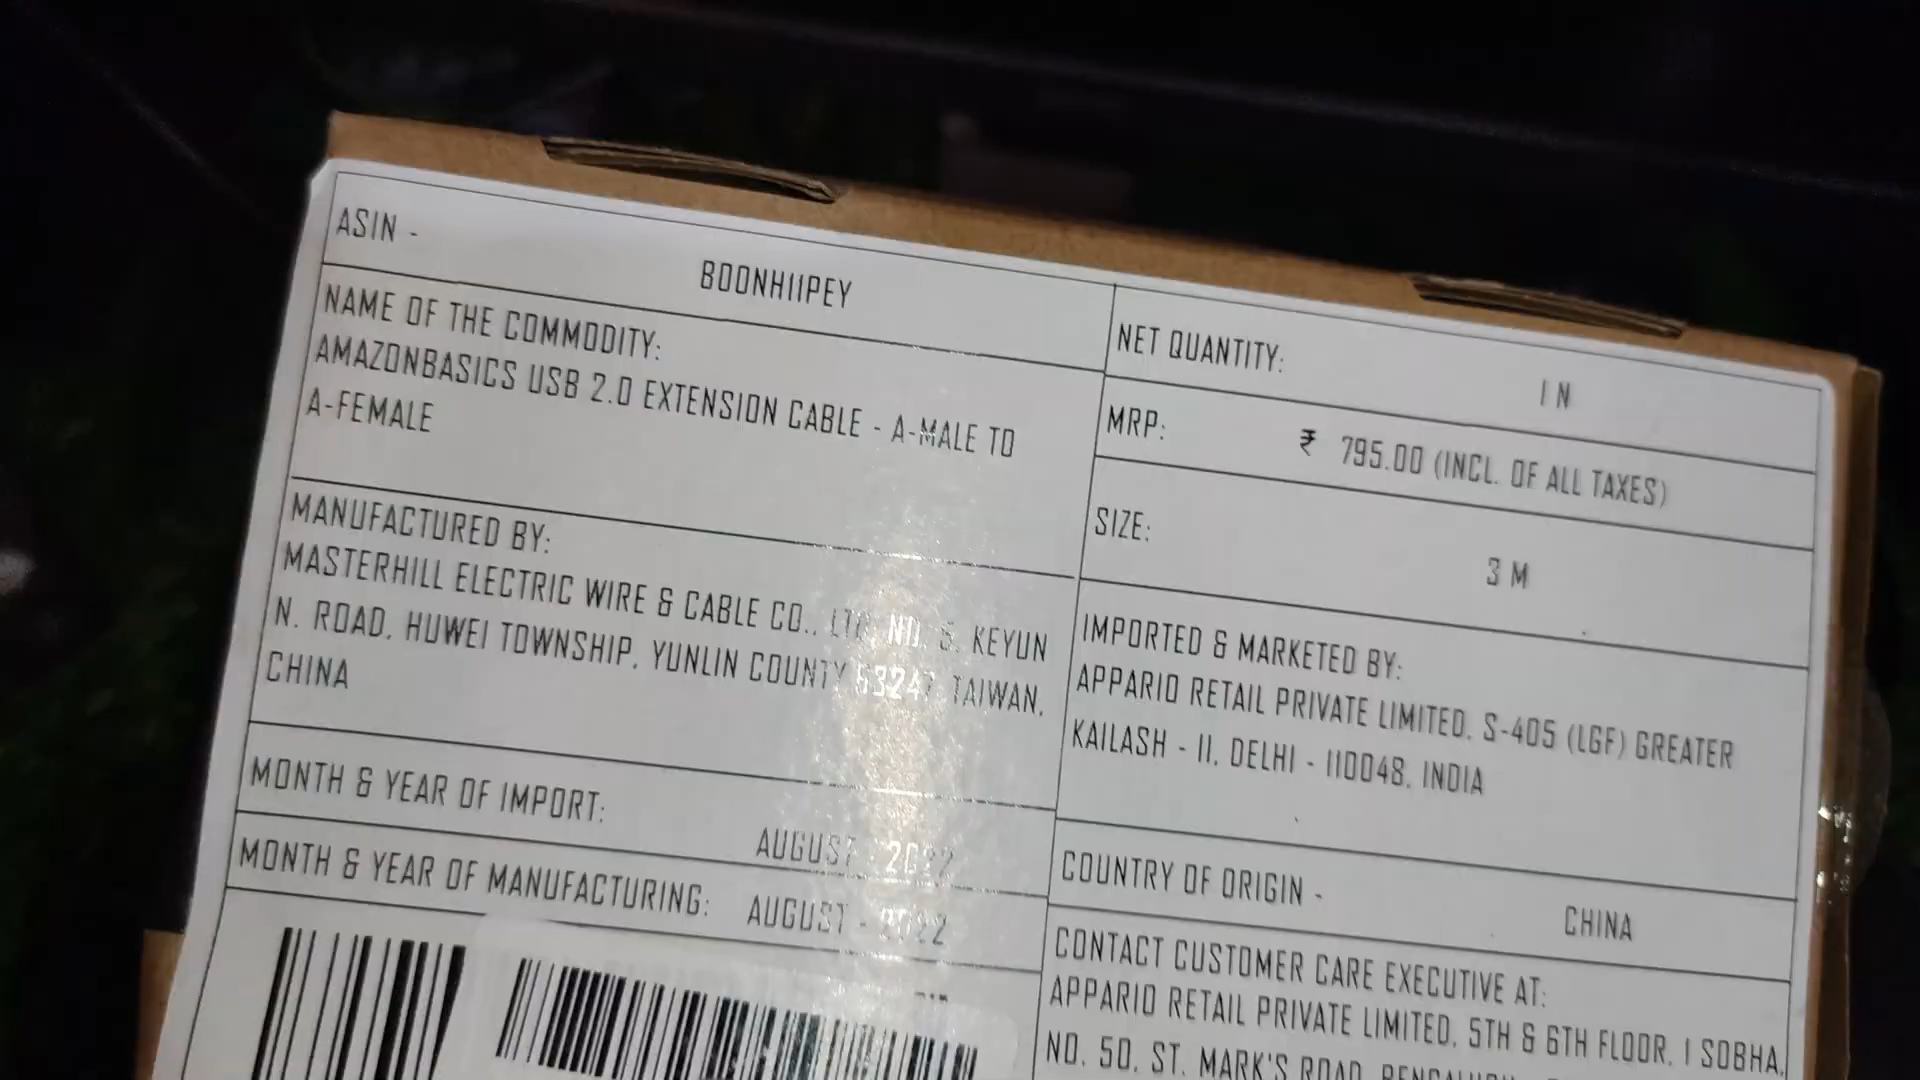 ASIN -
B00NH11PEY
NAME OF THE COMMODITY:
AMAZONBASICS USB 2.0 EXTENSION CABLE - A-MALE TO
A-FEMALE
MANUFACTURED BY:
MASTERHILL ELECTRIC WIRE & CABLE CO., LTD. NO. 5, KEYUN
N. ROAD, HUWEI TOWNSHIP, YUNLIN COUNTY 63247 TAIWAN,
CHINA
MONTH & YEAR OF IMPORT:
AUGUST - 2022
MONTH & YEAR OF MANUFACTURING: AUGUST - 2022
NET QUANTITY:
1 N
MRP: ₹ 795.00 (INCL. OF ALL TAXES)
SIZE:
3 M
IMPORTED & MARKETED BY:
APPARIO RETAIL PRIVATE LIMITED, S-405 (LGF) GREATER
KAILASH - II, DELHI - 110048, INDIA
COUNTRY OF ORIGIN -
CHINA
CONTACT CUSTOMER CARE EXECUTIVE AT:
APPARIO RETAIL PRIVATE LIMITED, 5TH & 6TH FLOOR, 1 SOBHA,
NO. 50, ST. MARK'S ROAD,